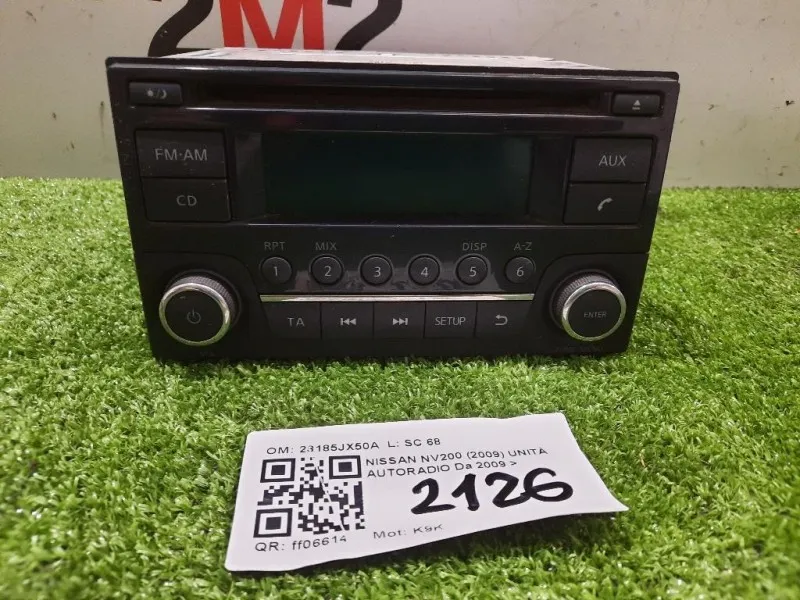 2M2
FM·AM
AUX
CD
RPT MIX DISP A-Z
1 2 3 4 5 6
TA SETUP ENTER
OM: 28185JX50A L: SC 68
NISSAN NV200 (2009) UNITA
AUTORADIO Da 2009 >
2126
QR: ff06614 Mot: K9K